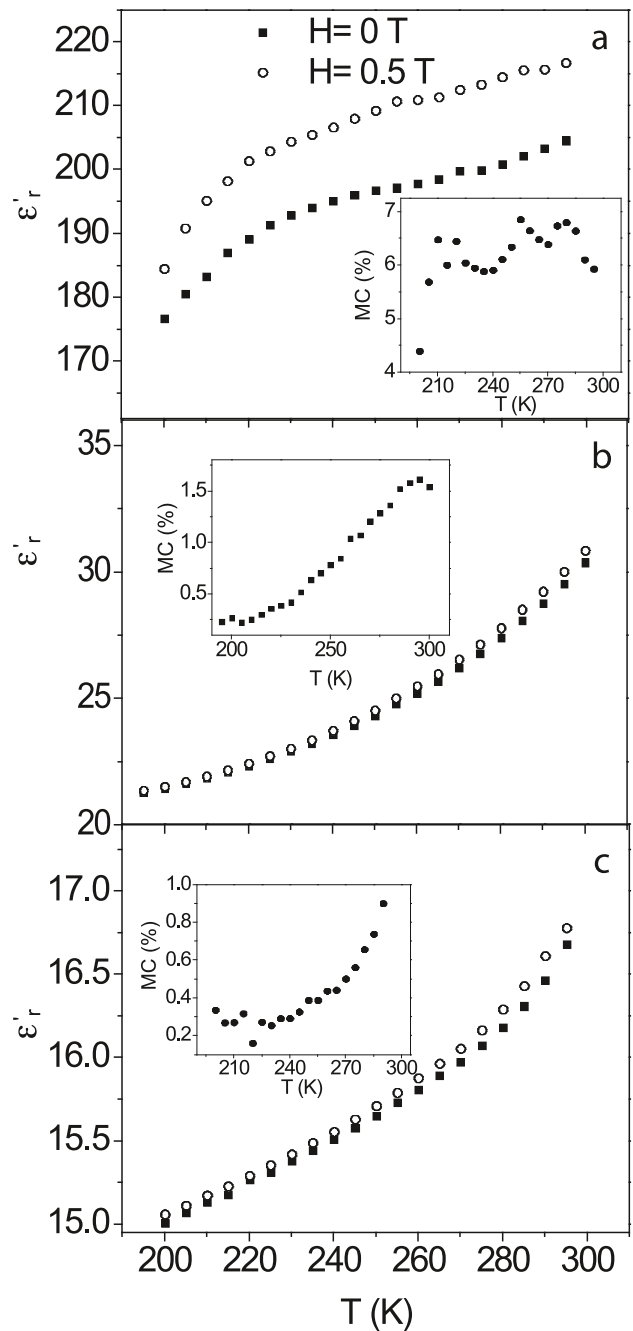 H= 0 T
H= 0.5 T
a
220
210
200
190
180
170
ε'r
7
6
5
4
MC (%)
210 240 270 300
T (K)
b
35
30
25
20
ε'r
1.5
1.0
0.5
MC (%)
200 250 300
T (K)
c
17.0
16.5
16.0
15.5
15.0
ε'r
1.0
0.8
0.6
0.4
0.2
MC (%)
210 240 270 300
T (K)
200 220 240 260 280 300
T (K)